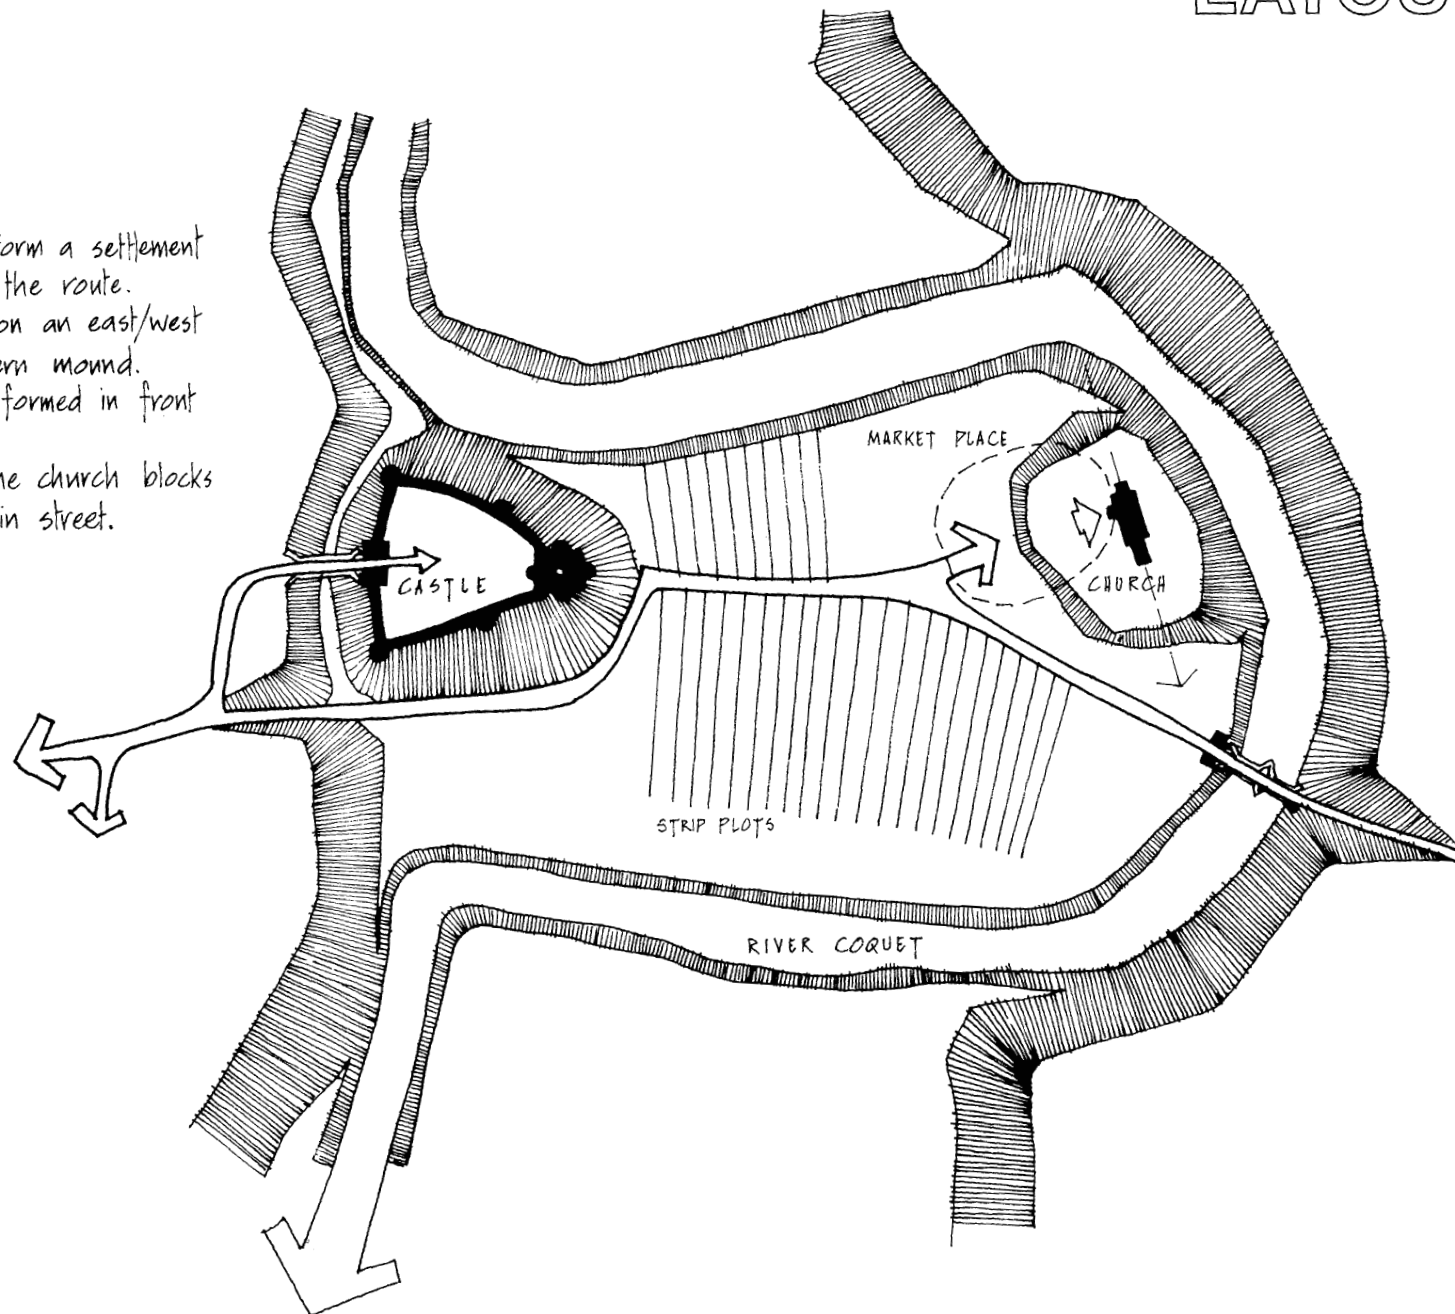 orm a settlement
the route.
on an east/west
ern mound.
formed in front
ne church blocks
in street.
MARKET PLACE
CASTLE
CHURCH
STRIP PLOTS
RIVER COQUET